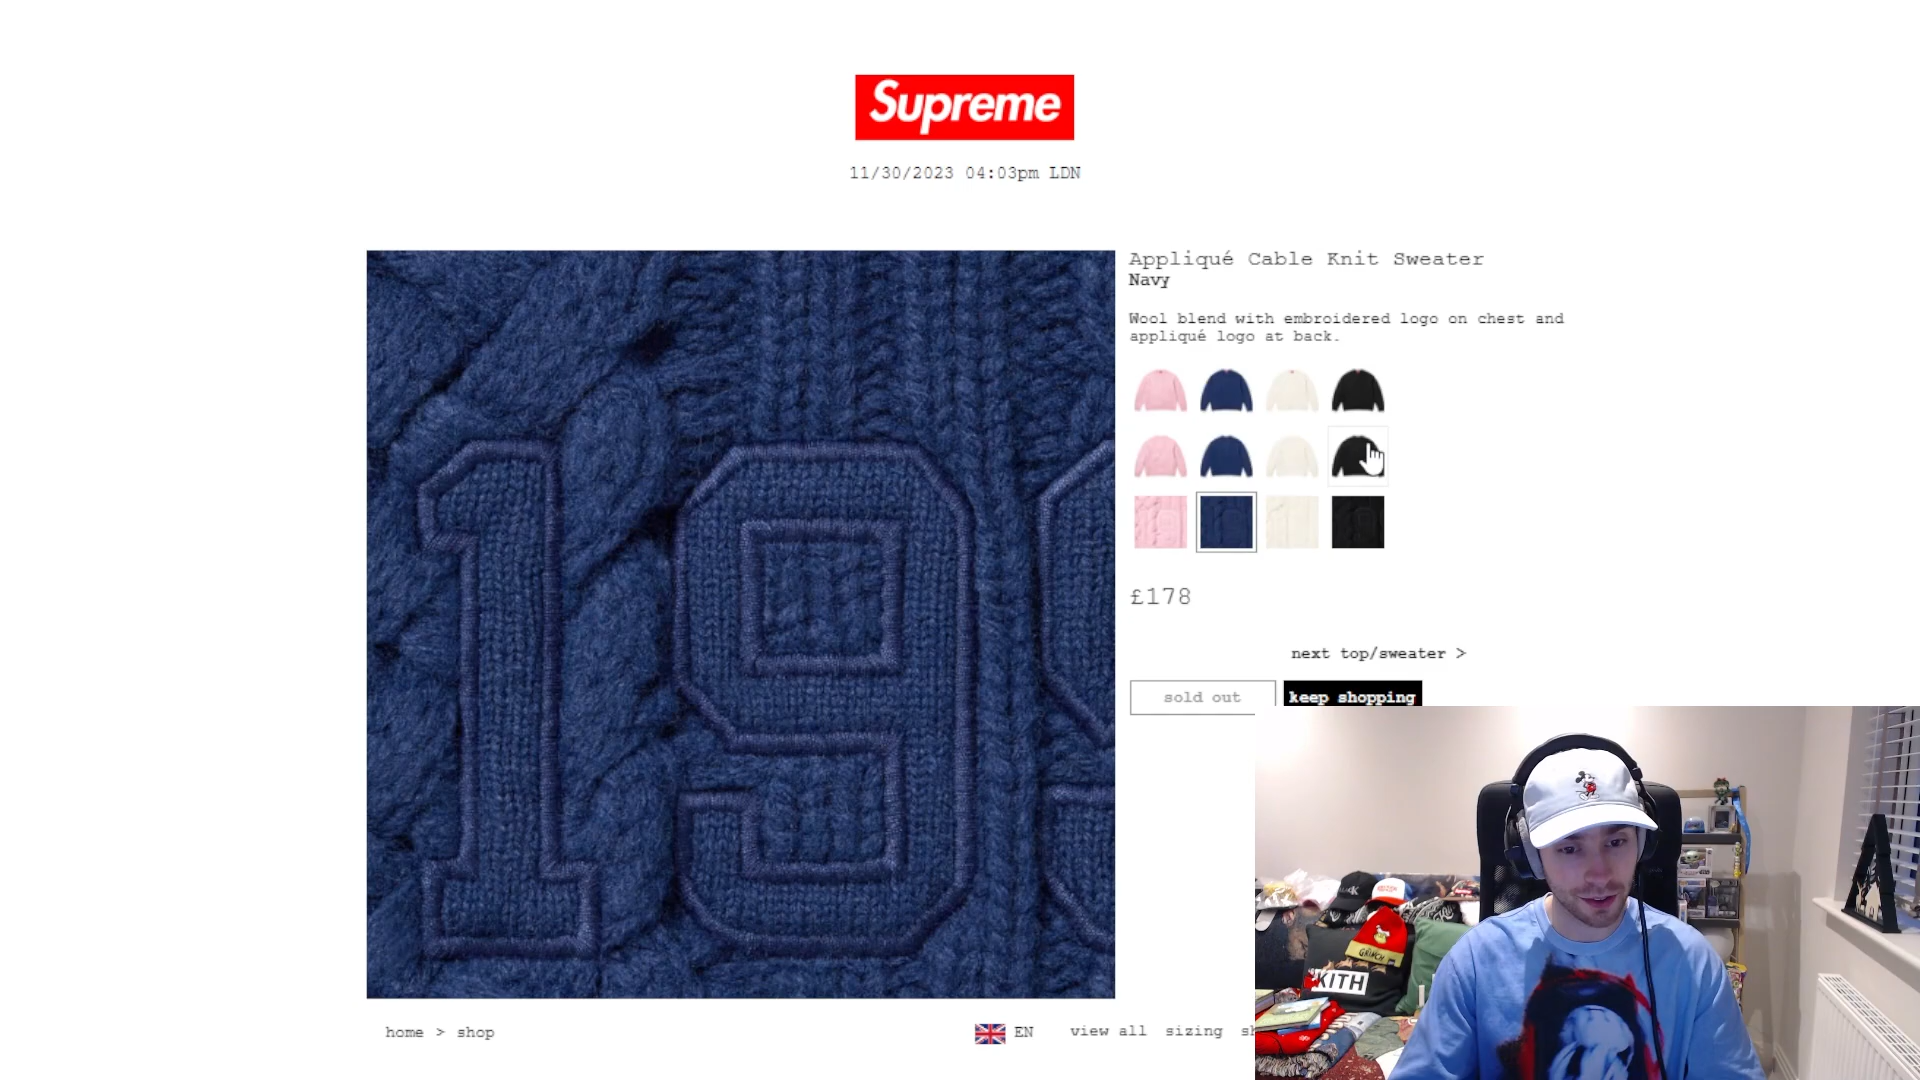 Supreme
11/30/2023 04:03pm LDN
Appliqué Cable Knit Sweater
Navy
Wool blend with embroidered logo on chest and
appliqué logo at back.
£178
next top/sweater >
sold out
keep shopping
19
home > shop
EN
view all
sizing
GRINCH
KITH